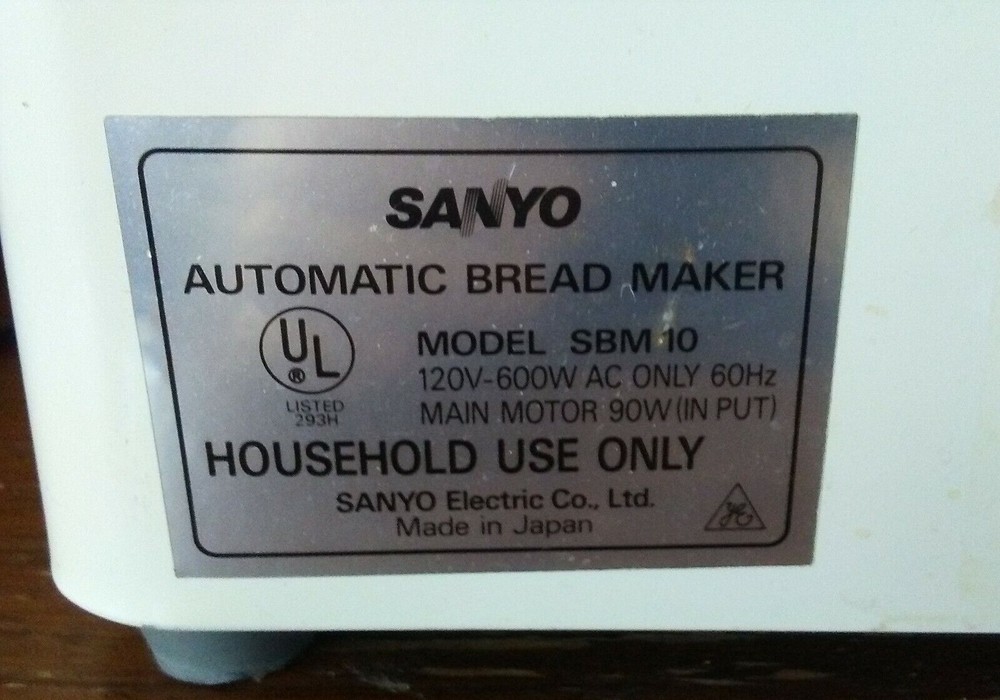 SANYO
AUTOMATIC BREAD MAKER
UL
®
LISTED
293H
MODEL SBM 10
120V-600W AC ONLY 60Hz
MAIN MOTOR 90W(IN PUT)
HOUSEHOLD USE ONLY
SANYO Electric Co., Ltd.
Made in Japan